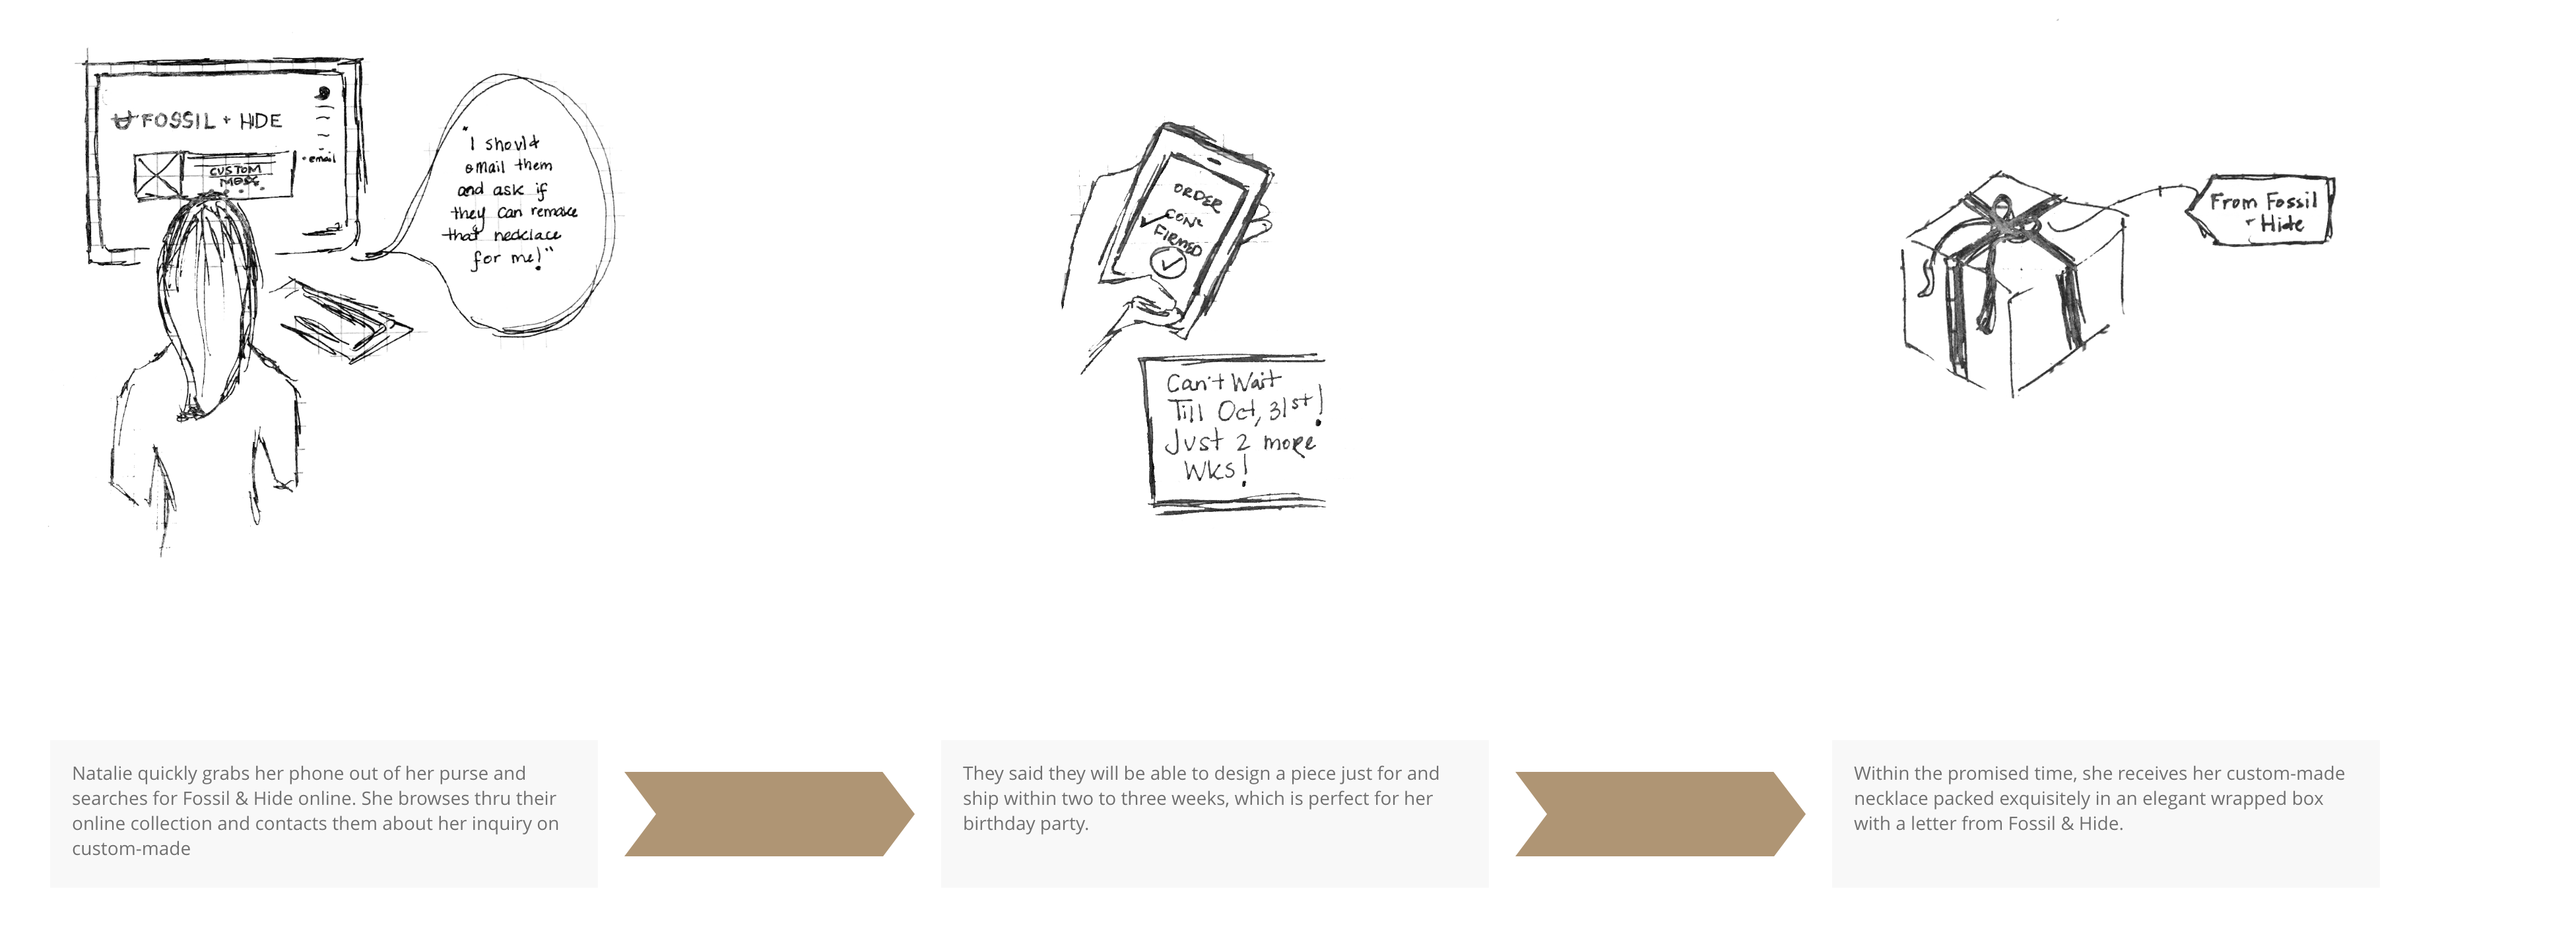 FOSSIL + HIDE
• email
CUSTOM
"I should
email them
and ask if
they can remake
that necklace
for me!"
ORDER
CON-
FIRMED
Can't Wait
Till Oct, 31st!
Just 2 more
Wks!
From Fossil
+ Hide
Natalie quickly grabs her phone out of her purse and
searches for Fossil & Hide online. She browses thru their
online collection and contacts them about her inquiry on
custom-made
They said they will be able to design a piece just for and
ship within two to three weeks, which is perfect for her
birthday party.
Within the promised time, she receives her custom-made
necklace packed exquisitely in an elegant wrapped box
with a letter from Fossil & Hide.